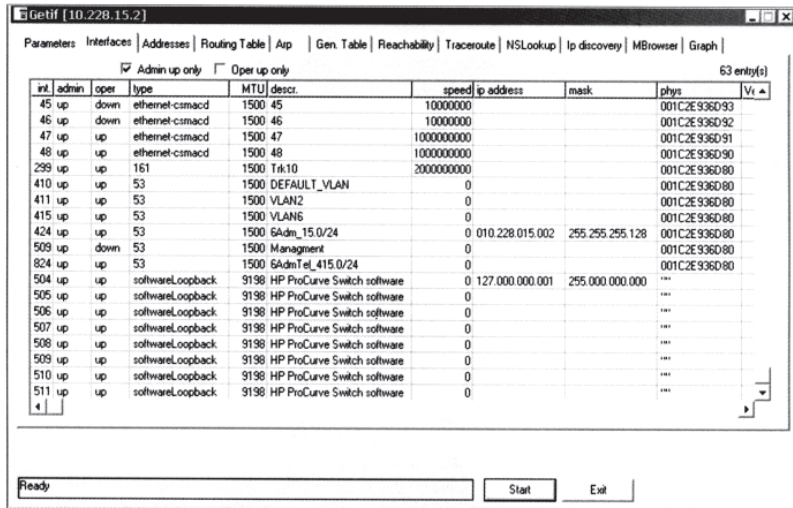 Getif [10.228.15.2]
Parameters Interfaces Addresses Routing Table Arp Gen. Table Reachability Traceroute NSLookup Ip discovery MBrowser Graph
Admin up only Oper up only 63 entry(s)
int. admin oper type MTU descr. speed ip address mask phys
45 up down ethernet-csmacd 1500 45 10000000 001C2E936D93
46 up down ethernet-csmacd 1500 46 10000000 001C2E936D92
47 up up ethernet-csmacd 1500 47 1000000000 001C2E936D91
48 up up ethernet-csmacd 1500 48 1000000000 001C2E936D90
299 up up 161 1500 Trk10 2000000000 001C2E936D80
410 up up 53 1500 DEFAULT_VLAN 0 001C2E936D80
411 up up 53 1500 VLAN2 0 001C2E936D80
415 up up 53 1500 VLAN6 0 001C2E936D80
424 up up 53 1500 6Adm_15.0/24 0 010.228.015.002 255.255.255.128 001C2E936D80
509 up down 53 1500 Managment 0 001C2E936D80
824 up up 53 1500 6AdmTel_415.0/24 0 001C2E936D80
504 up up softwareLoopback 9198 HP ProCurve Switch software 0 127.000.000.001 255.000.000.000 ""
505 up up softwareLoopback 9198 HP ProCurve Switch software 0 ""
506 up up softwareLoopback 9198 HP ProCurve Switch software 0 ""
507 up up softwareLoopback 9198 HP ProCurve Switch software 0 ""
508 up up softwareLoopback 9198 HP ProCurve Switch software 0 ""
509 up up softwareLoopback 9198 HP ProCurve Switch software 0 ""
510 up up softwareLoopback 9198 HP ProCurve Switch software 0 ""
511 up up softwareLoopback 9198 HP ProCurve Switch software 0 ""
Ready Start Exit